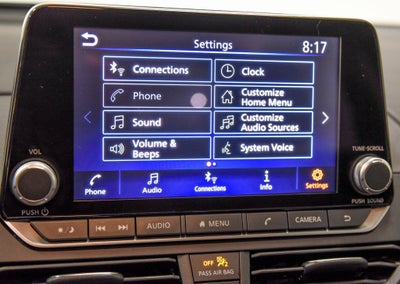 Settings
8:17
Connections
Clock
Phone
Customize
Home Menu
Sound
Customize
Audio Sources
Volume &
Beeps
System Voice
Phone
Audio
Connections
Info
Settings
VOL
PUSH
TUNE·SCROLL
PUSH SOUND
AUDIO
MENU
CAMERA
OFF
PASS AIR BAG